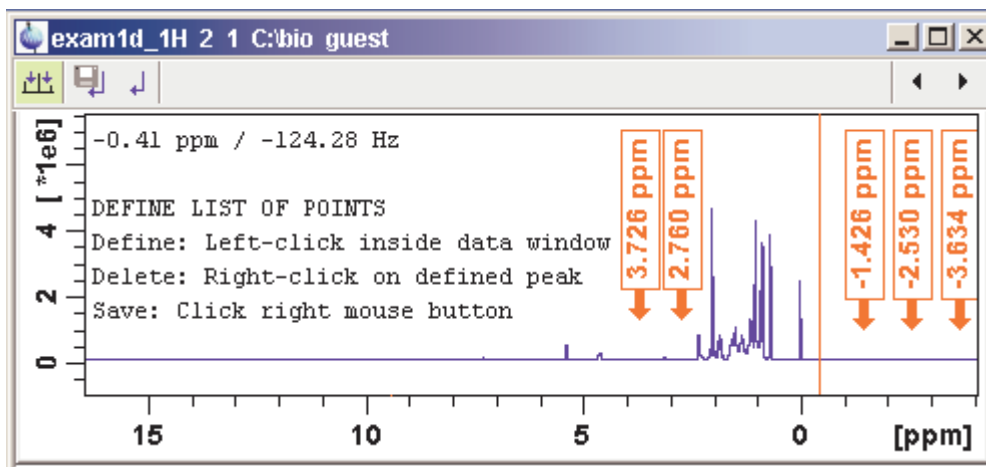 exam1d_1H 2 1 C:\bio guest
-0.41 ppm / -124.28 Hz
DEFINE LIST OF POINTS
Define: Left-click inside data window
Delete: Right-click on defined peak
Save: Click right mouse button
3.726 ppm
2.760 ppm
-1.426 ppm
-2.530 ppm
-3.634 ppm
[ *1e6]
4
2
0
15 10 5 0 [ppm]